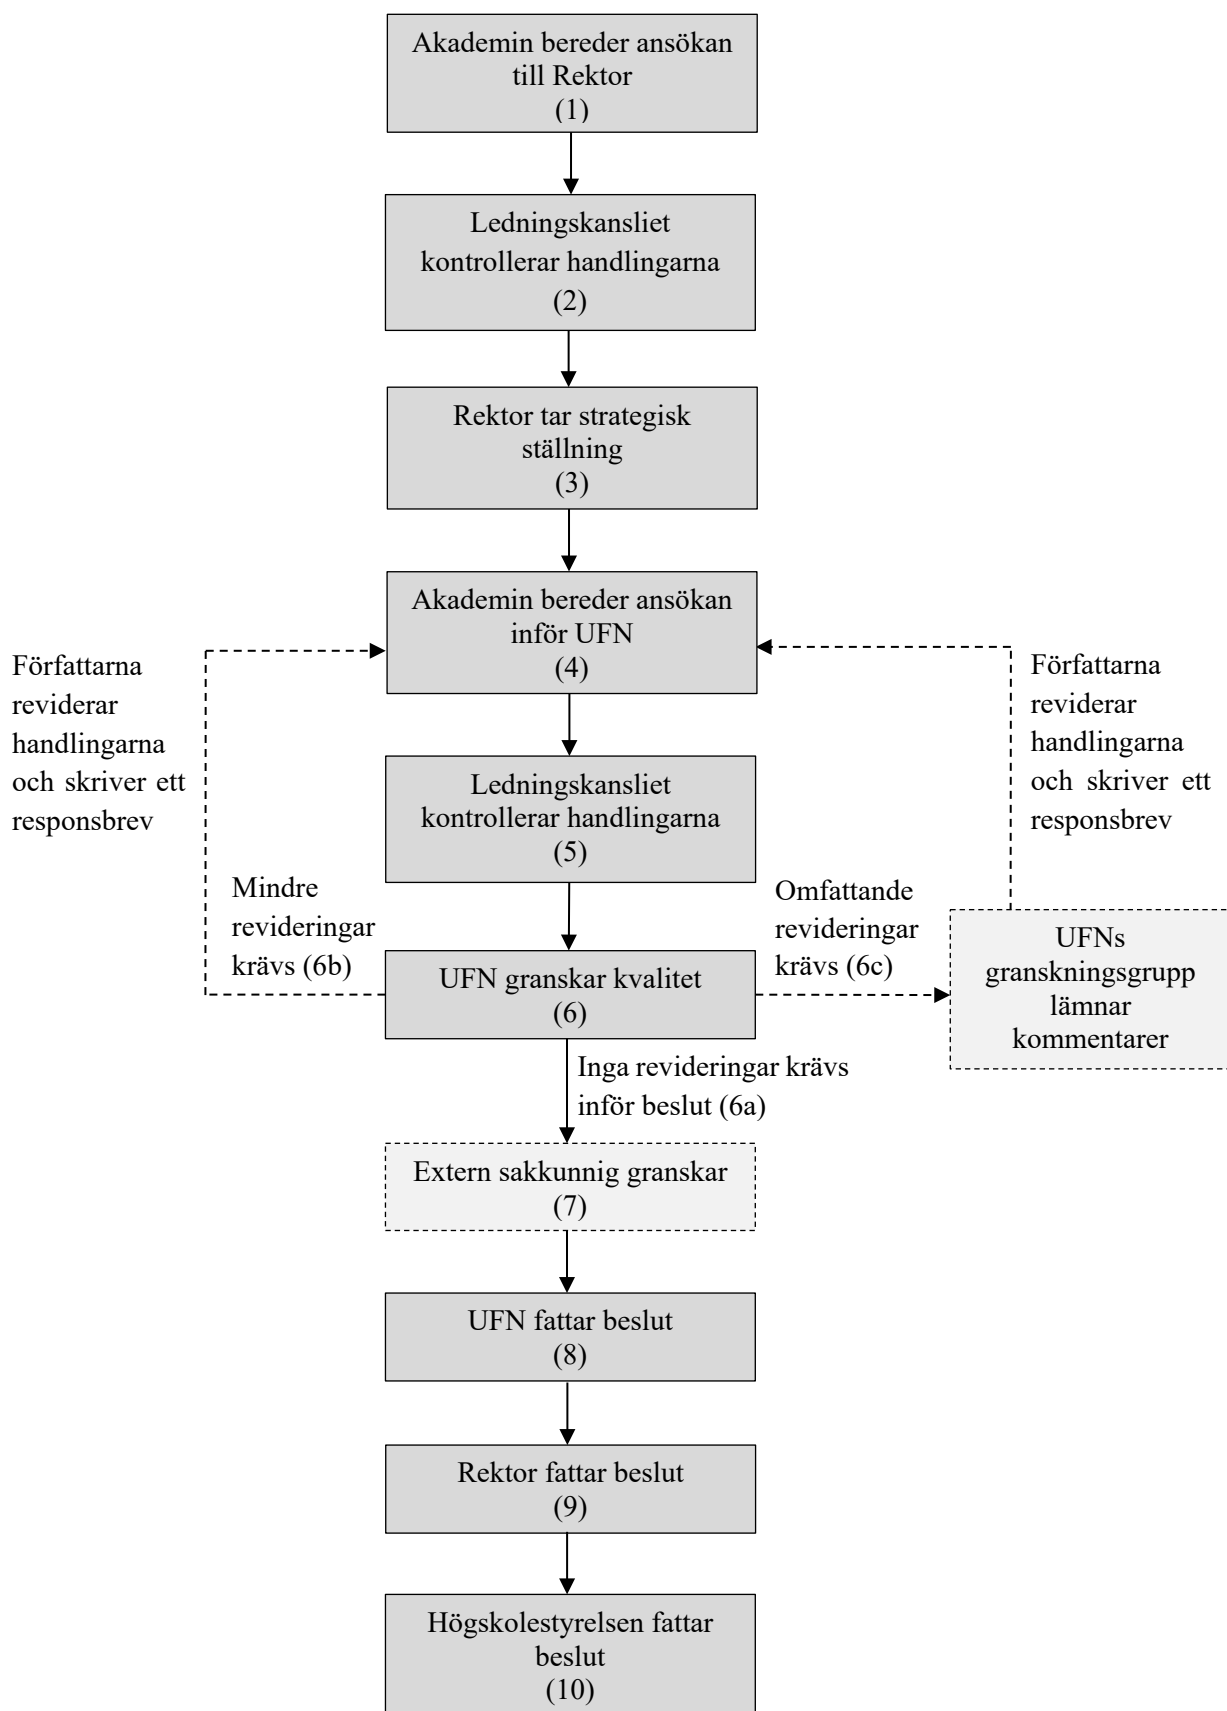 Akademin bereder ansökan
till Rektor
(1)
Ledningskansliet
kontrollerar handlingarna
(2)
Rektor tar strategisk
ställning
(3)
Akademin bereder ansökan
inför UFN
(4)
Författarna
reviderar
handlingarna
och skriver ett
responsbrev
Författarna
reviderar
handlingarna
och skriver ett
responsbrev
Ledningskansliet
kontrollerar handlingarna
(5)
Mindre
revideringar
krävs (6b)
Omfattande
revideringar
krävs (6c)
UFN granskar kvalitet
(6)
UFNs
granskningsgrupp
lämnar
kommentarer
Inga revideringar krävs
inför beslut (6a)
Extern sakkunnig granskar
(7)
UFN fattar beslut
(8)
Rektor fattar beslut
(9)
Högskolestyrelsen fattar
beslut
(10)